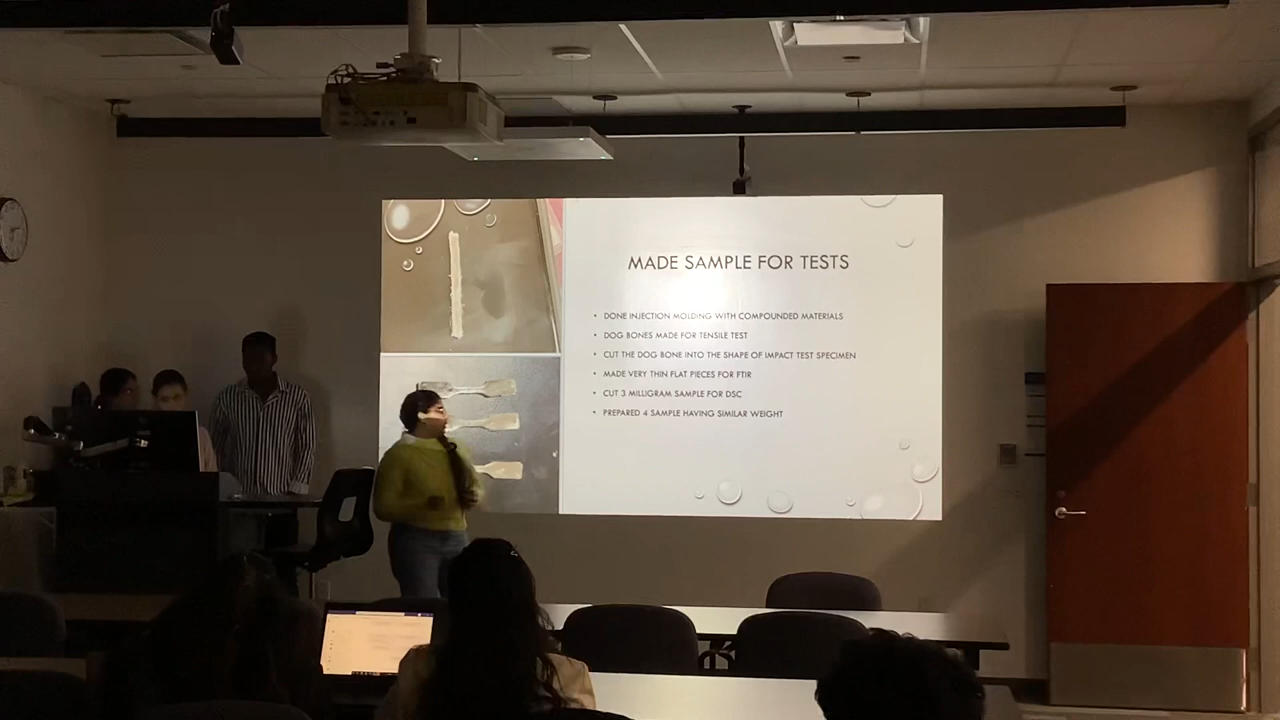 MADE SAMPLE FOR TESTS
• DONE INJECTION MOLDING WITH COMPOUNDED MATERIALS
• DOG BONES MADE FOR TENSILE TEST
• CUT THE DOG BONE INTO THE SHAPE OF IMPACT TEST SPECIMEN
• MADE VERY THIN FLAT PIECES FOR FTIR
• CUT 3 MILLIGRAM SAMPLE FOR DSC
• PREPARED 4 SAMPLE HAVING SIMILAR WEIGHT